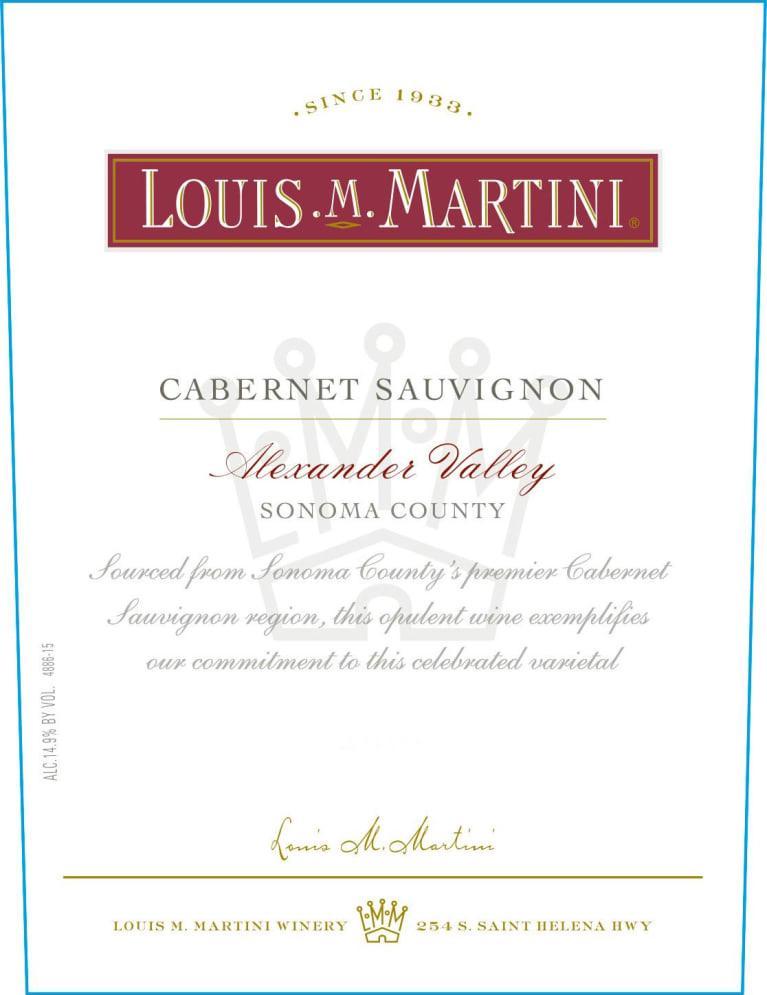 · SINCE 1933 ·
LOUIS · M. MARTINI ®
CABERNET SAUVIGNON
Alexander Valley
SONOMA COUNTY
Sourced from Sonoma County's premier Cabernet
Sauvignon region, this opulent wine exemplifies
our commitment to this celebrated varietal
ALC.14.9% BY VOL. 4886-15
Louis M. Martini
LOUIS M. MARTINI WINERY LMM 254 S. SAINT HELENA HWY